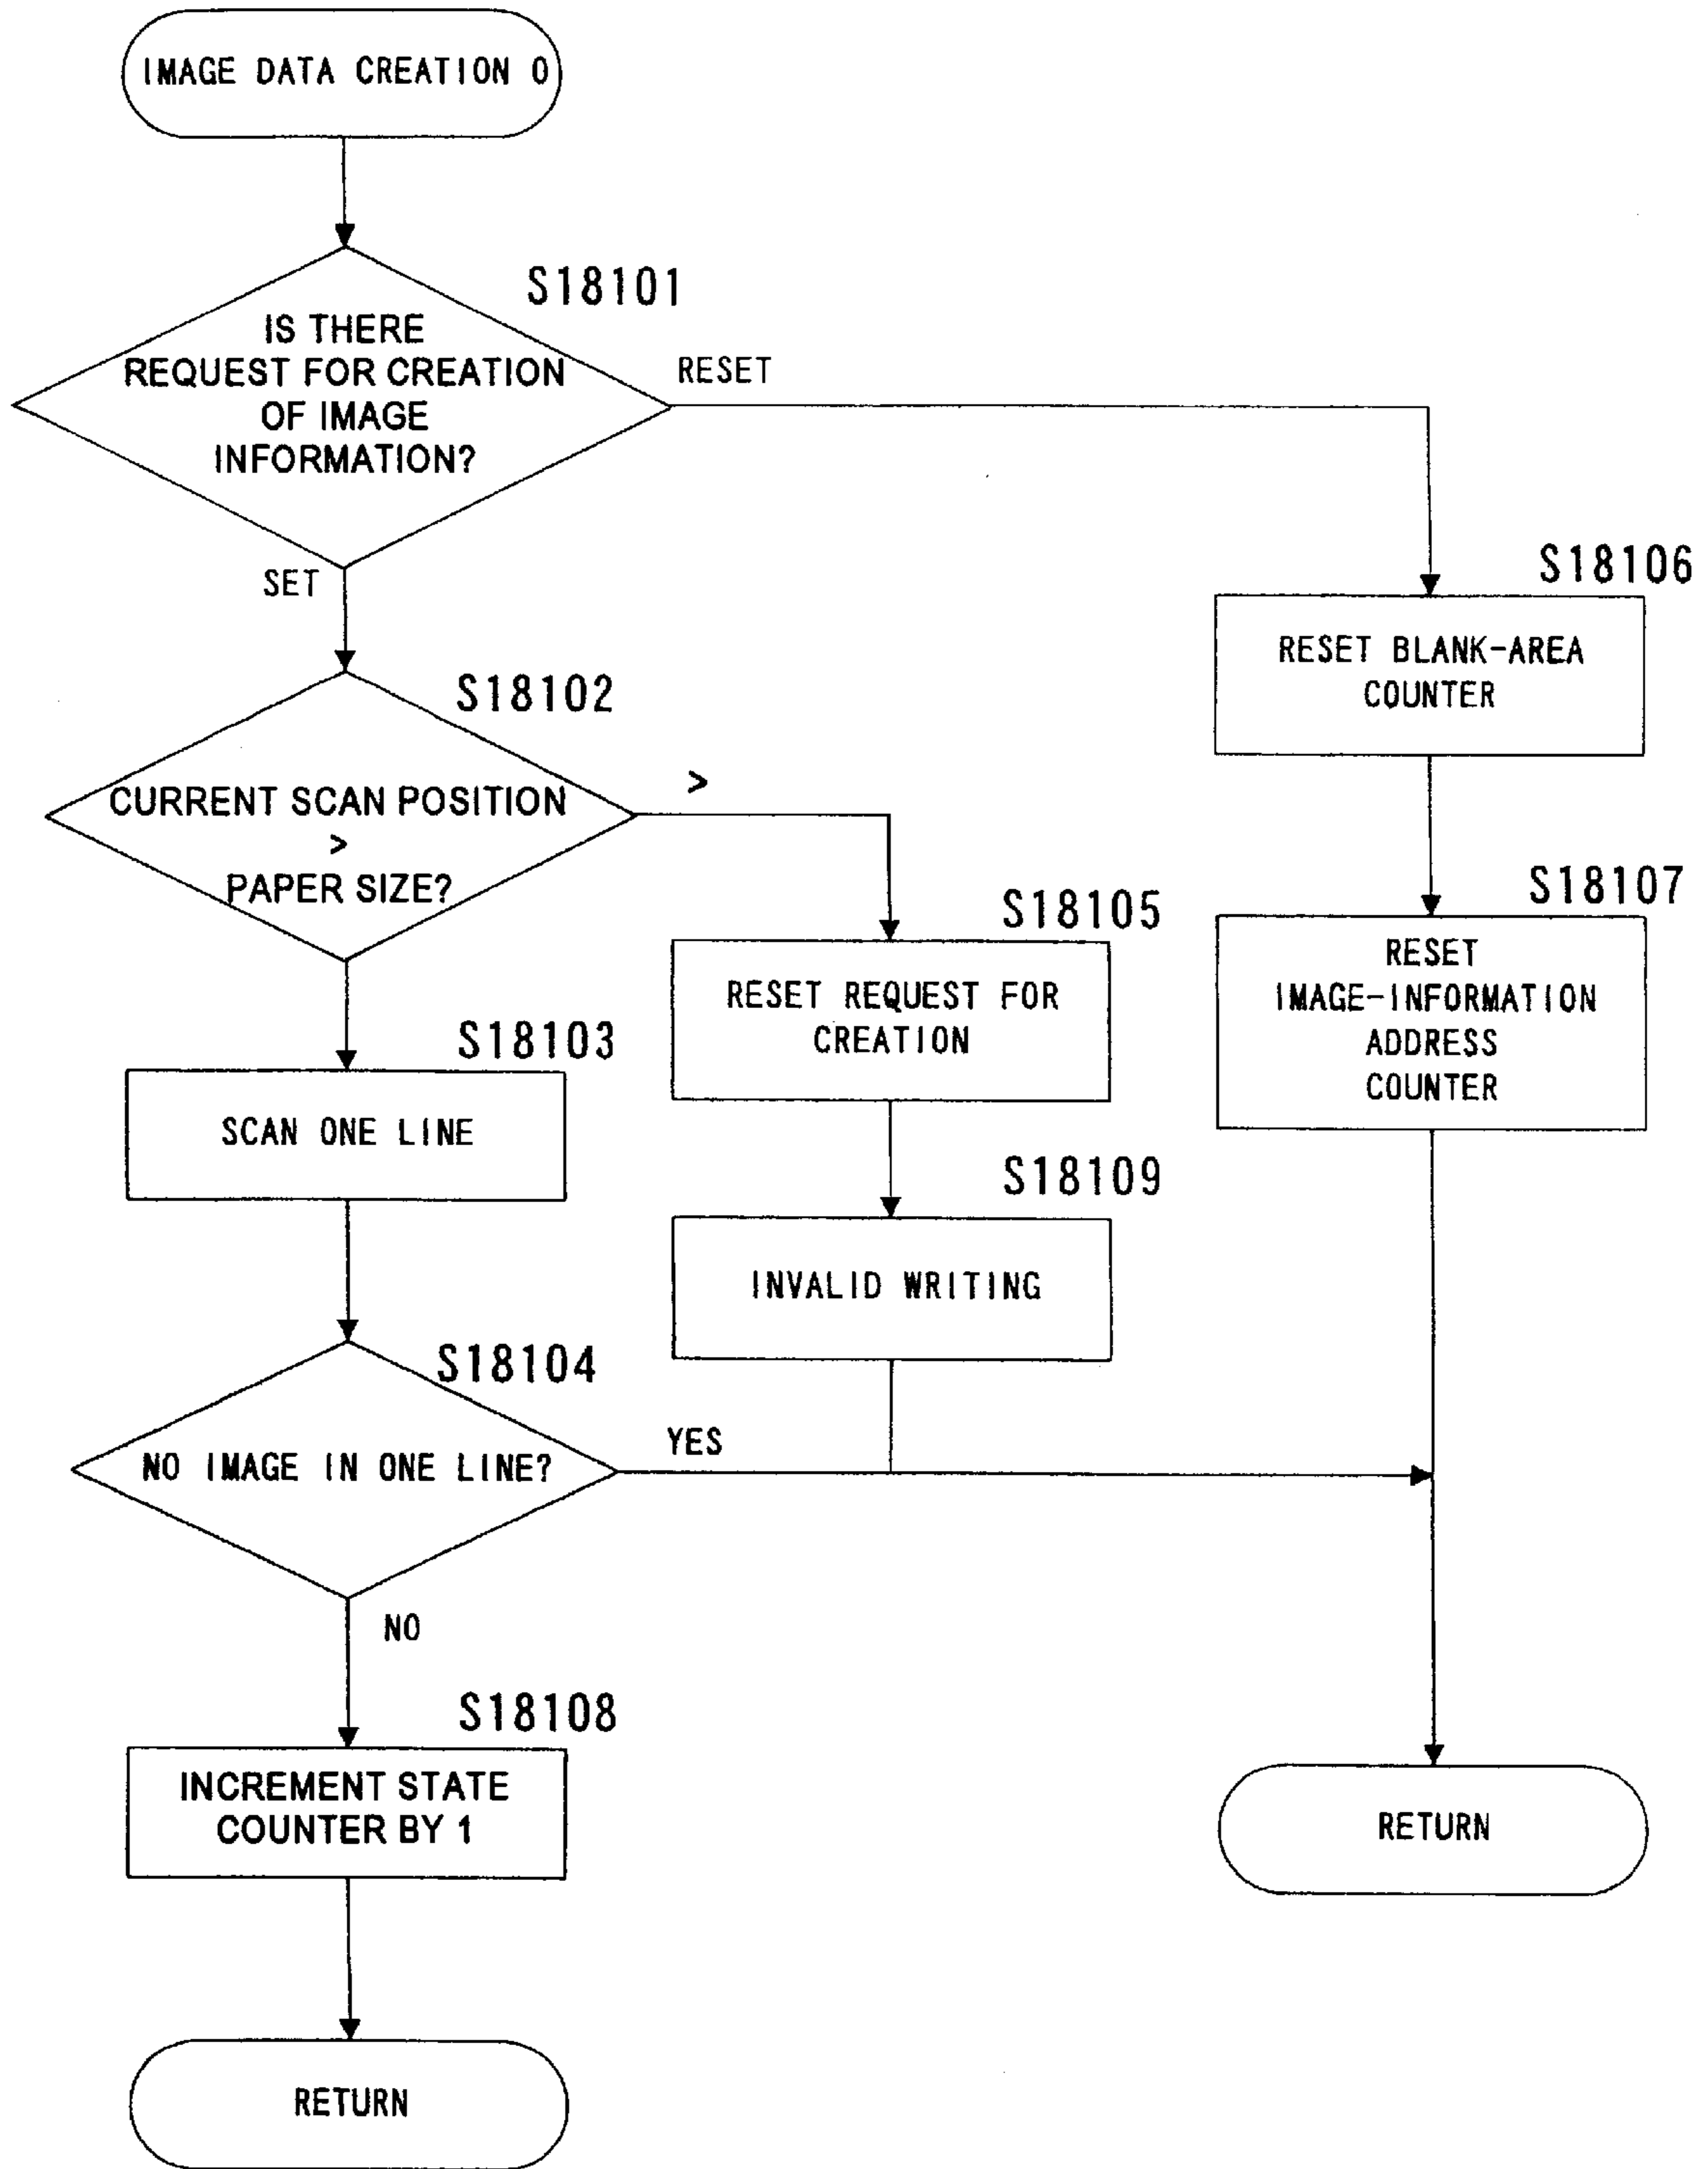 IMAGE DATA CREATION 0
S18101
IS THERE
REQUEST FOR CREATION
OF IMAGE
INFORMATION?
RESET
SET
S18106
RESET BLANK-AREA
COUNTER
S18102
CURRENT SCAN POSITION
>
PAPER SIZE?
>
S18107
RESET
IMAGE-INFORMATION
ADDRESS
COUNTER
S18105
RESET REQUEST FOR
CREATION
S18103
SCAN ONE LINE
S18109
INVALID WRITING
S18104
NO IMAGE IN ONE LINE?
YES
NO
S18108
INCREMENT STATE
COUNTER BY 1
RETURN
RETURN